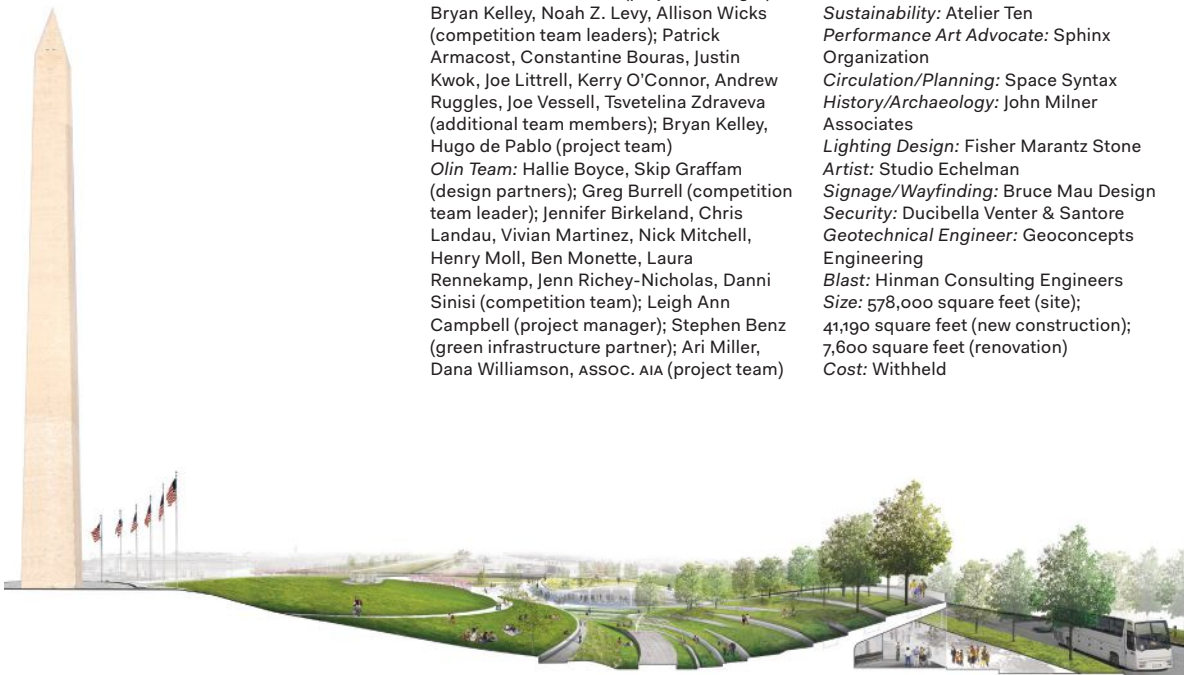 Bryan Kelley, Noah Z. Levy, Allison Wicks
(competition team leaders); Patrick
Armacost, Constantine Bouras, Justin
Kwok, Joe Littrell, Kerry O’Connor, Andrew
Ruggles, Joe Vessell, Tsvetelina Zdraveva
(additional team members); Bryan Kelley,
Hugo de Pablo (project team)
Olin Team: Hallie Boyce, Skip Graffam
(design partners); Greg Burrell (competition
team leader); Jennifer Birkeland, Chris
Landau, Vivian Martinez, Nick Mitchell,
Henry Moll, Ben Monette, Laura
Rennekamp, Jenn Richey-Nicholas, Danni
Sinisi (competition team); Leigh Ann
Campbell (project manager); Stephen Benz
(green infrastructure partner); Ari Miller,
Dana Williamson, ASSOC. AIA (project team)
Sustainability: Atelier Ten
Performance Art Advocate: Sphinx
Organization
Circulation/Planning: Space Syntax
History/Archaeology: John Milner
Associates
Lighting Design: Fisher Marantz Stone
Artist: Studio Echelman
Signage/Wayfinding: Bruce Mau Design
Security: Ducibella Venter & Santore
Geotechnical Engineer: Geoconcepts
Engineering
Blast: Hinman Consulting Engineers
Size: 578,000 square feet (site);
41,190 square feet (new construction);
7,600 square feet (renovation)
Cost: Withheld